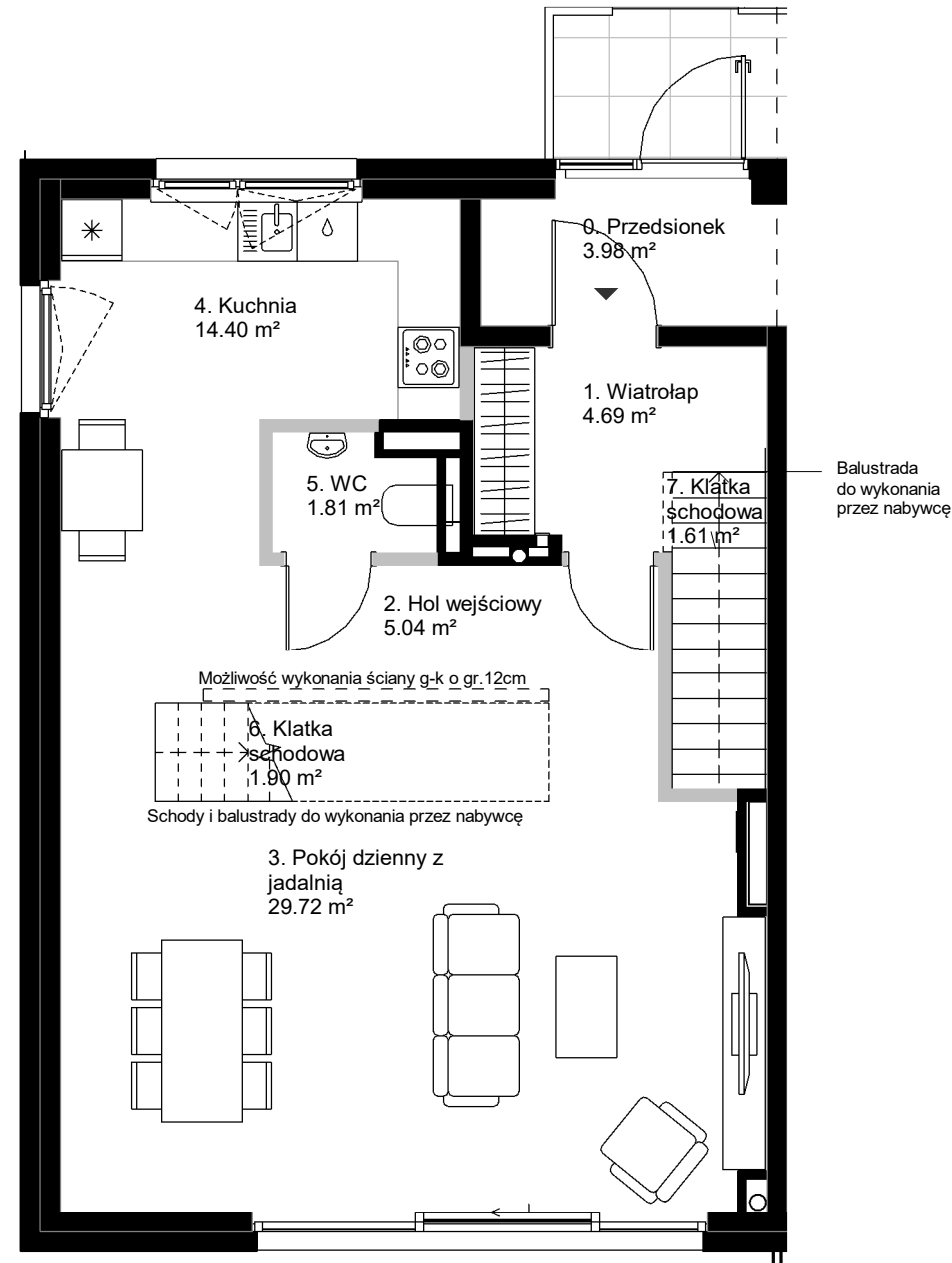 0. Przedsionek
3.98 m²
4. Kuchnia
14.40 m²
1. Wiatrołap
4.69 m²
Balustrada
do wykonania
przez nabywcę
5. WC
1.81 m²
7. Klatka
schodowa
1.61 m²
2. Hol wejściowy
5.04 m²
Możliwość wykonania ściany g-k o gr.12cm
6. Klatka
schodowa
1.90 m²
Schody i balustrady do wykonania przez nabywcę
3. Pokój dzienny z
jadalnią
29.72 m²